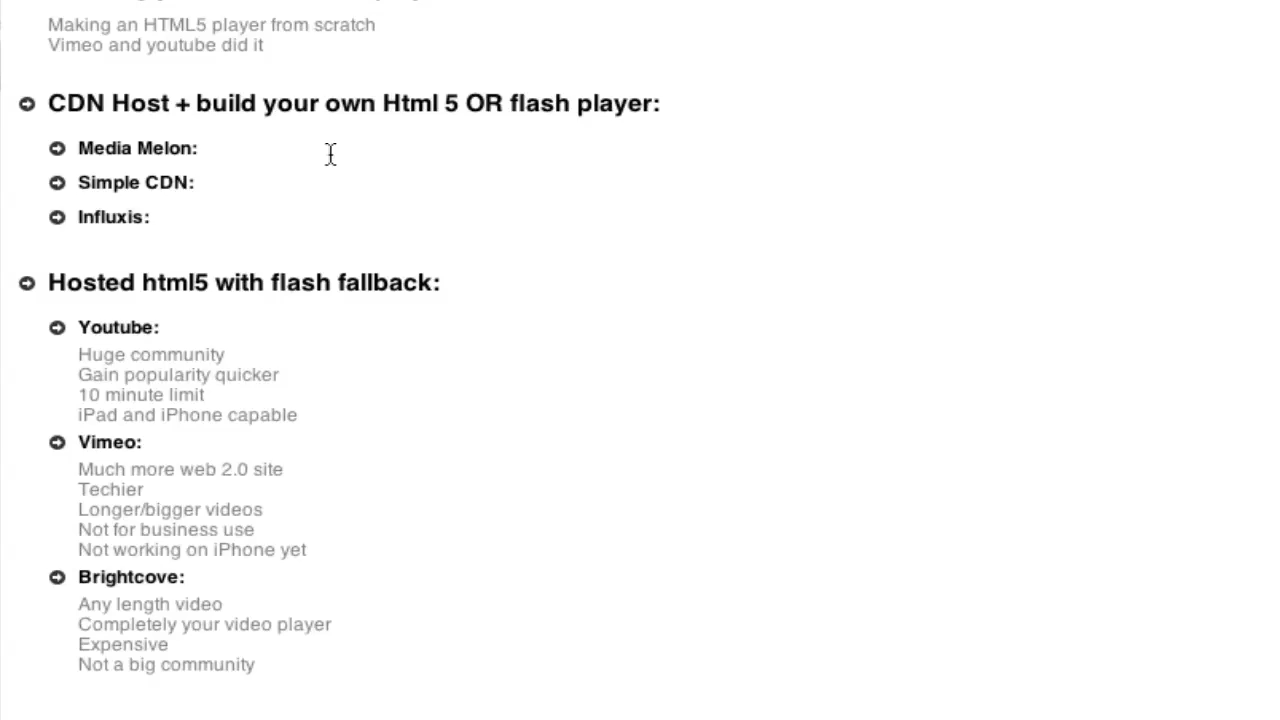 Making an HTML5 player from scratch
Vimeo and youtube did it
CDN Host + build your own Html 5 OR flash player:
Media Melon:
Simple CDN:
Influxis:
Hosted html5 with flash fallback:
Youtube:
Huge community
Gain popularity quicker
10 minute limit
iPad and iPhone capable
Vimeo:
Much more web 2.0 site
Techier
Longer/bigger videos
Not for business use
Not working on iPhone yet
Brightcove:
Any length video
Completely your video player
Expensive
Not a big community